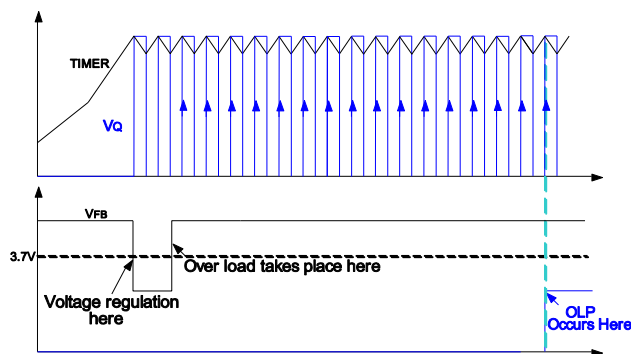 TIMER
VQ
VFB
3.7V
Over load takes place here
Voltage regulation
here
OLP
Occurs Here